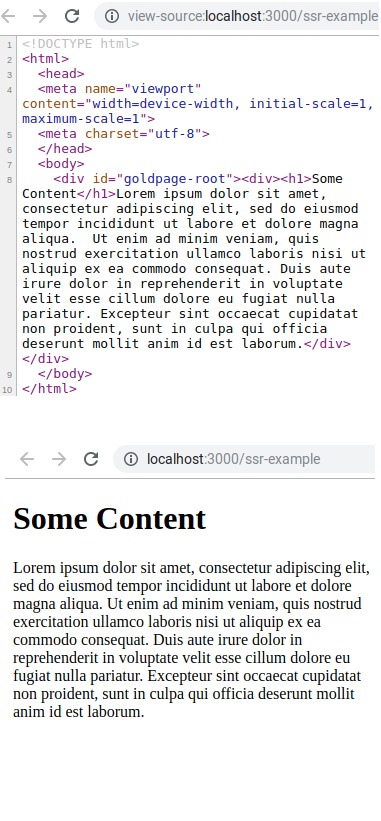 view-source:localhost:3000/ssr-example
1 <!DOCTYPE html>
2 <html>
3 <head>
4 <meta name="viewport"
content="width=device-width, initial-scale=1,
maximum-scale=1">
5 <meta charset="utf-8">
6 </head>
7 <body>
8 <div id="goldpage-root"><div><h1>Some
Content</h1>Lorem ipsum dolor sit amet,
consectetur adipiscing elit, sed do eiusmod
tempor incididunt ut labore et dolore magna
aliqua.  Ut enim ad minim veniam, quis
nostrud exercitation ullamco laboris nisi ut
aliquip ex ea commodo consequat. Duis aute
irure dolor in reprehenderit in voluptate
velit esse cillum dolore eu fugiat nulla
pariatur. Excepteur sint occaecat cupidatat
non proident, sunt in culpa qui officia
deserunt mollit anim id est laborum.</div>
</div>
9 </body>
10 </html>
localhost:3000/ssr-example
Some Content
Lorem ipsum dolor sit amet, consectetur adipiscing elit,
sed do eiusmod tempor incididunt ut labore et dolore
magna aliqua. Ut enim ad minim veniam, quis nostrud
exercitation ullamco laboris nisi ut aliquip ex ea
commodo consequat. Duis aute irure dolor in
reprehenderit in voluptate velit esse cillum dolore eu
fugiat nulla pariatur. Excepteur sint occaecat cupidatat
non proident, sunt in culpa qui officia deserunt mollit
anim id est laborum.